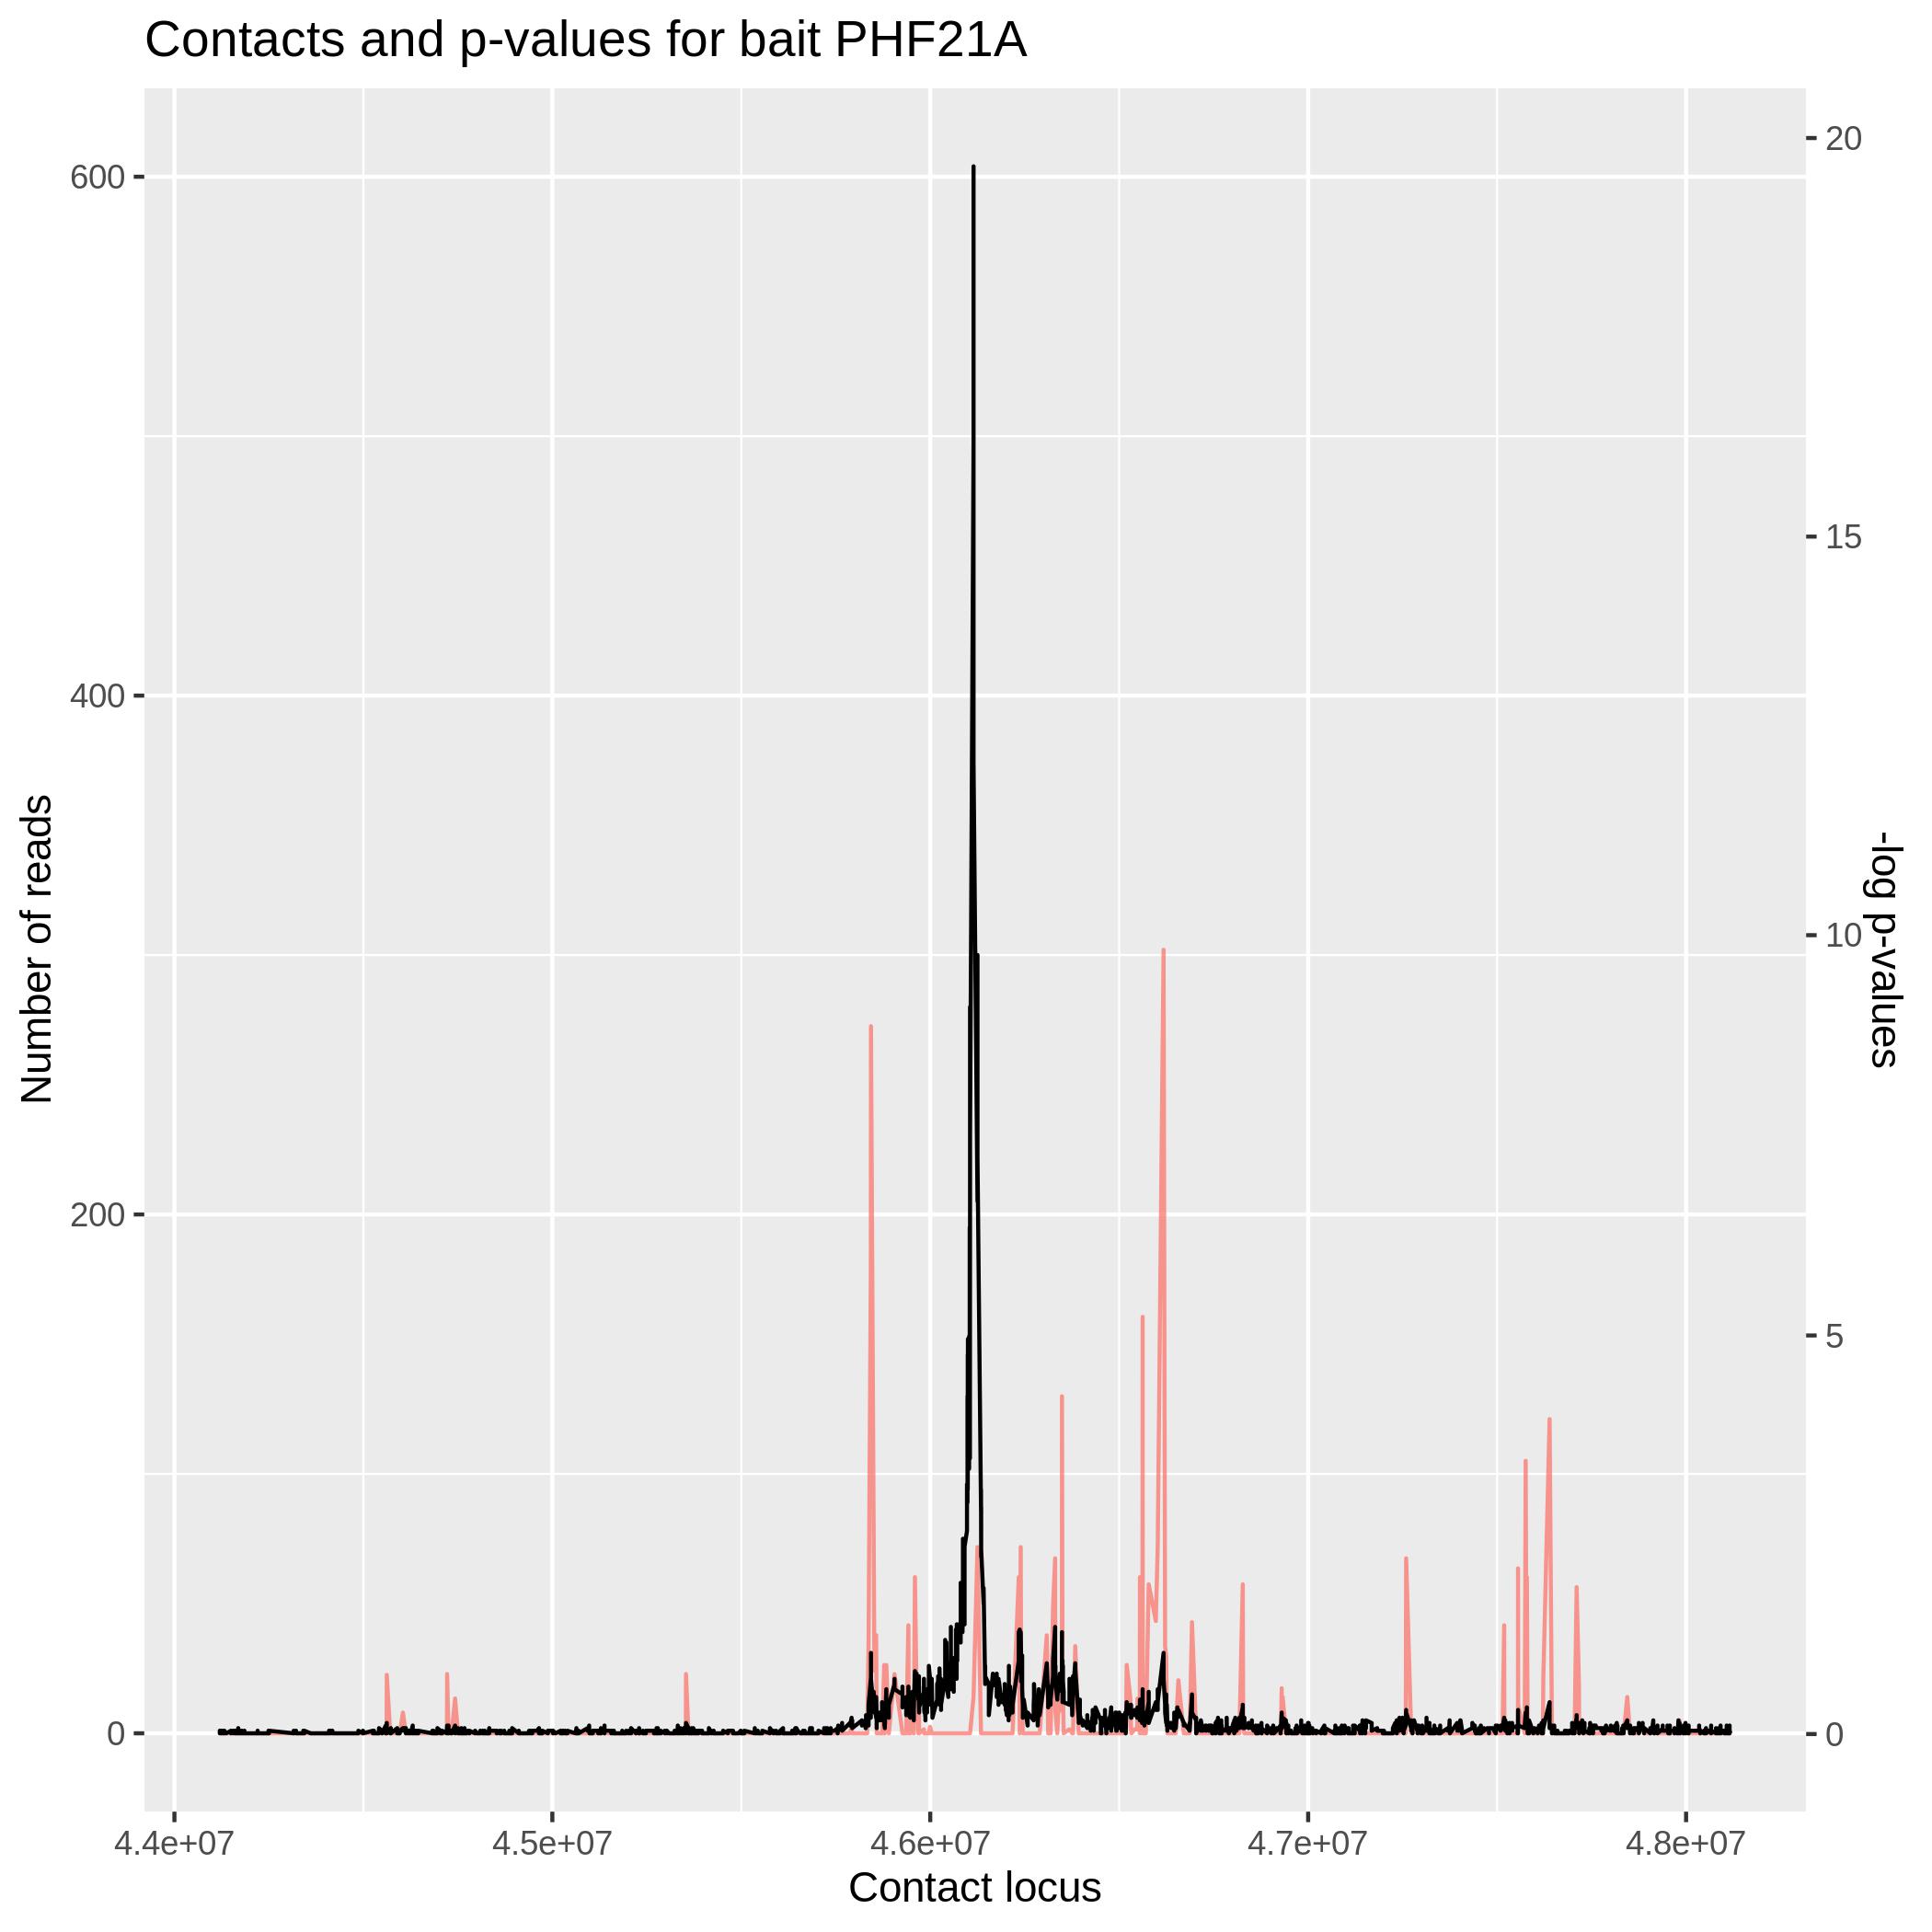 Contacts and p-values for bait PHF21A
600
400
200
0
Number of reads
20
15
10
5
0
-log p-values
4.4e+07 4.5e+07 4.6e+07 4.7e+07 4.8e+07
Contact locus